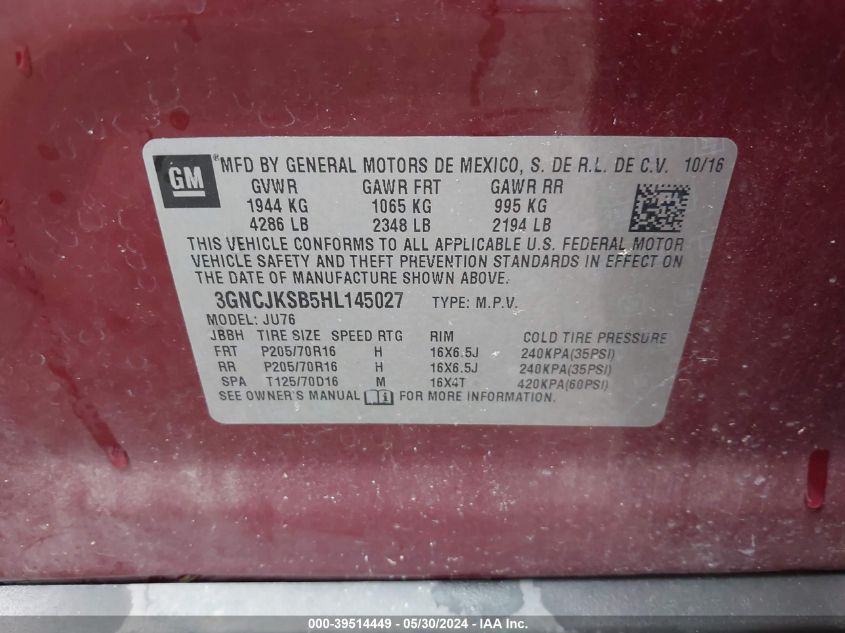 GM ® MFD BY GENERAL MOTORS DE MEXICO, S. DE R.L. DE C.V. 10/16
GVWR GAWR FRT GAWR RR
1944 KG 1065 KG 995 KG
4286 LB 2348 LB 2194 LB
THIS VEHICLE CONFORMS TO ALL APPLICABLE U.S. FEDERAL MOTOR
VEHICLE SAFETY AND THEFT PREVENTION STANDARDS IN EFFECT ON
THE DATE OF MANUFACTURE SHOWN ABOVE.
3GNCJKSB5HL145027 TYPE: M.P.V.
MODEL: JU76
JBBH TIRE SIZE SPEED RTG RIM COLD TIRE PRESSURE
FRT P205/70R16 H 16X6.5J 240KPA(35PSI)
RR P205/70R16 H 16X6.5J 240KPA(35PSI)
SPA T125/70D16 M 16X4T 420KPA(60PSI)
SEE OWNER'S MANUAL FOR MORE INFORMATION.
000-39514449 - 05/30/2024 - IAAI.com